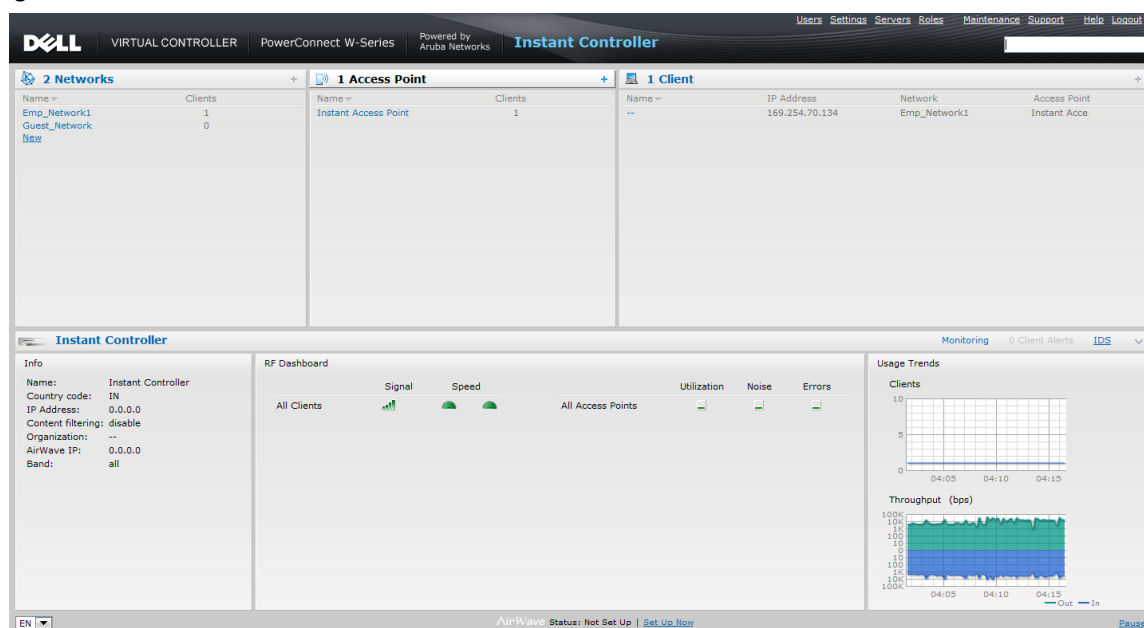 Users Settings Servers Roles Maintenance Support Help Logout
DELL VIRTUAL CONTROLLER PowerConnect W-Series Powered by
Aruba Networks Instant Controller
2 Networks +
Name Clients
Emp_Network1 1
Guest_Network 0
New
1 Access Point +
Name Clients
Instant Access Point 1
1 Client +
Name IP Address Network Access Point
-- 169.254.70.134 Emp_Network1 Instant Acce
Instant Controller Monitoring 0 Client Alerts IDS
Info
Name: Instant Controller
Country code: IN
IP Address: 0.0.0.0
Content filtering: disable
Organization: --
AirWave IP: 0.0.0.0
Band: all
RF Dashboard
Signal Speed Utilization Noise Errors
All Clients All Access Points
Usage Trends
Clients
10
5
0
04:05 04:10 04:15
Throughput (bps)
100K
10K
1K
100
10
0
10
100
1K
10K
100K
04:05 04:10 04:15
Out In
EN AirWave Status: Not Set Up | Set Up Now Pause